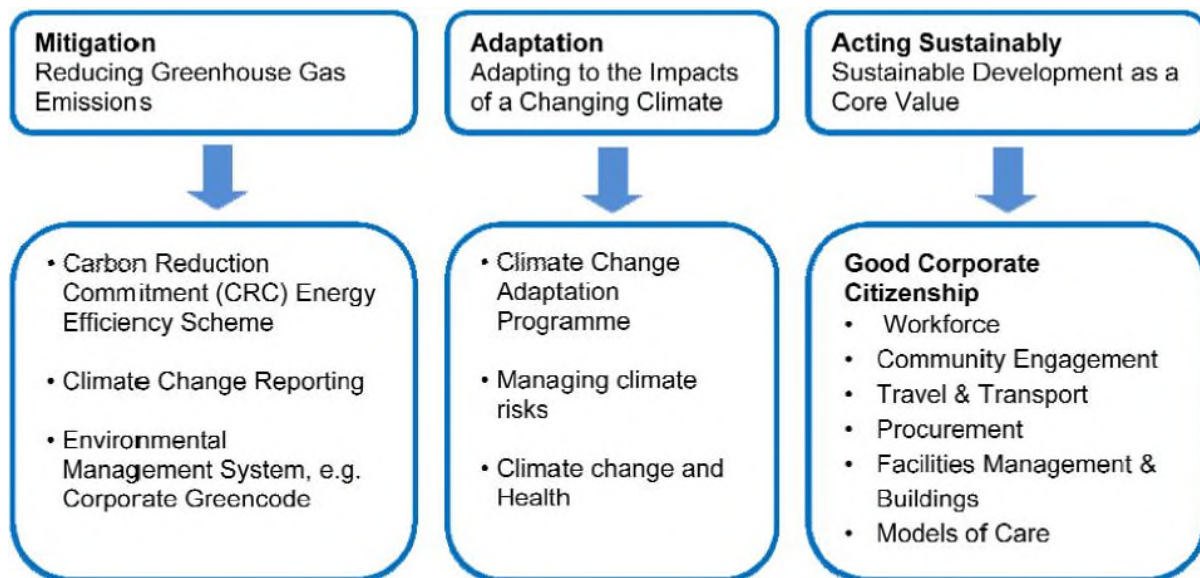 Mitigation
Reducing Greenhouse Gas
Emissions
Adaptation
Adapting to the Impacts
of a Changing Climate
Acting Sustainably
Sustainable Development as a
Core Value
• Carbon Reduction
Commitment (CRC) Energy
Efficiency Scheme
• Climate Change Reporting
• Environmental
Management System, e.g.
Corporate Greencode
• Climate Change
Adaptation
Programme
• Managing climate
risks
• Climate change and
Health
Good Corporate
Citizenship
• Workforce
• Community Engagement
• Travel & Transport
• Procurement
• Facilities Management &
Buildings
• Models of Care